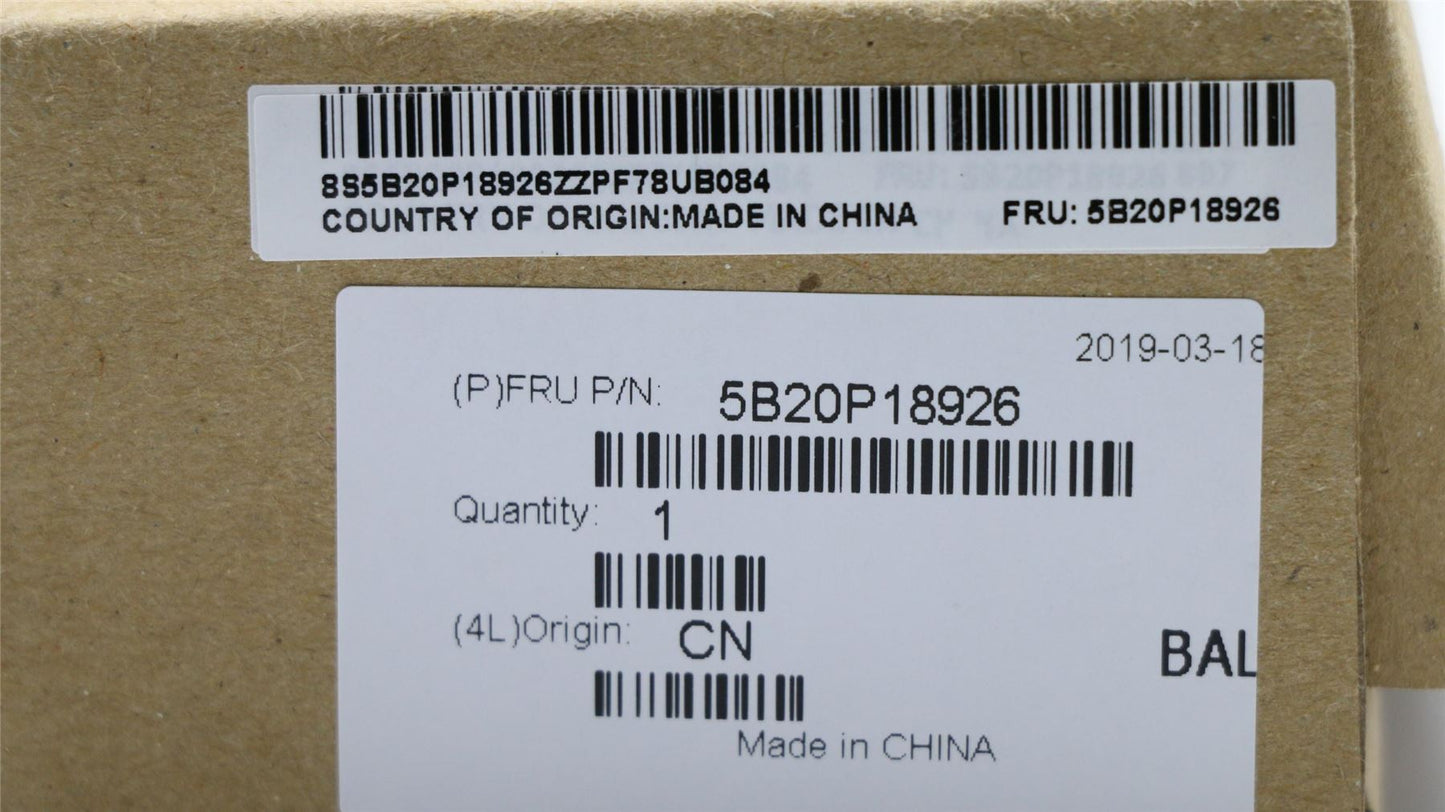 8S5B20P18926ZZPF78UB084
COUNTRY OF ORIGIN:MADE IN CHINA FRU: 5B20P18926
2019-03-18
(P)FRU P/N: 5B20P18926
Quantity: 1
(4L)Origin: CN
BAL
Made in CHINA